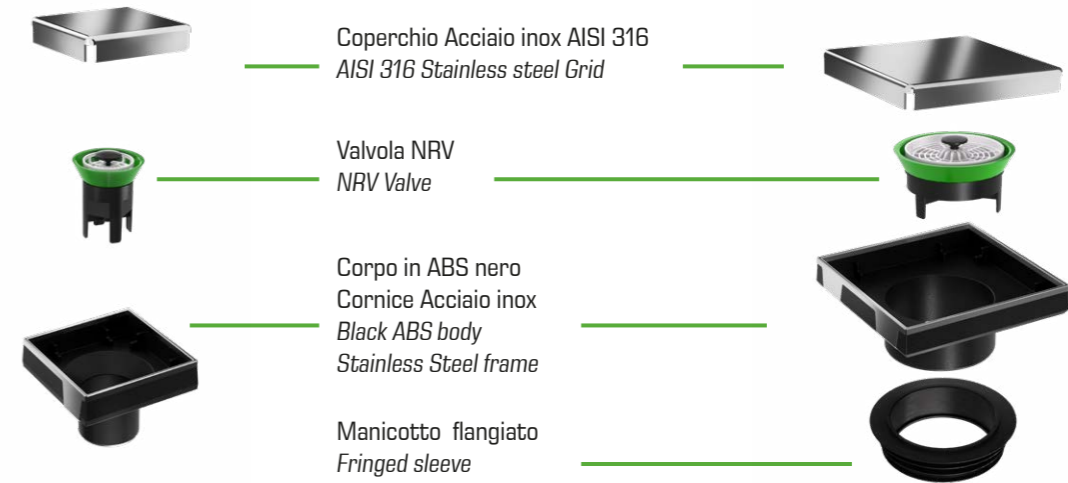 Coperchio Acciaio inox AISI 316
AISI 316 Stainless steel Grid
Valvola NRV
NRV Valve
Corpo in ABS nero
Cornice Acciaio inox
Black ABS body
Stainless Steel frame
Manicotto flangiato
Fringed sleeve